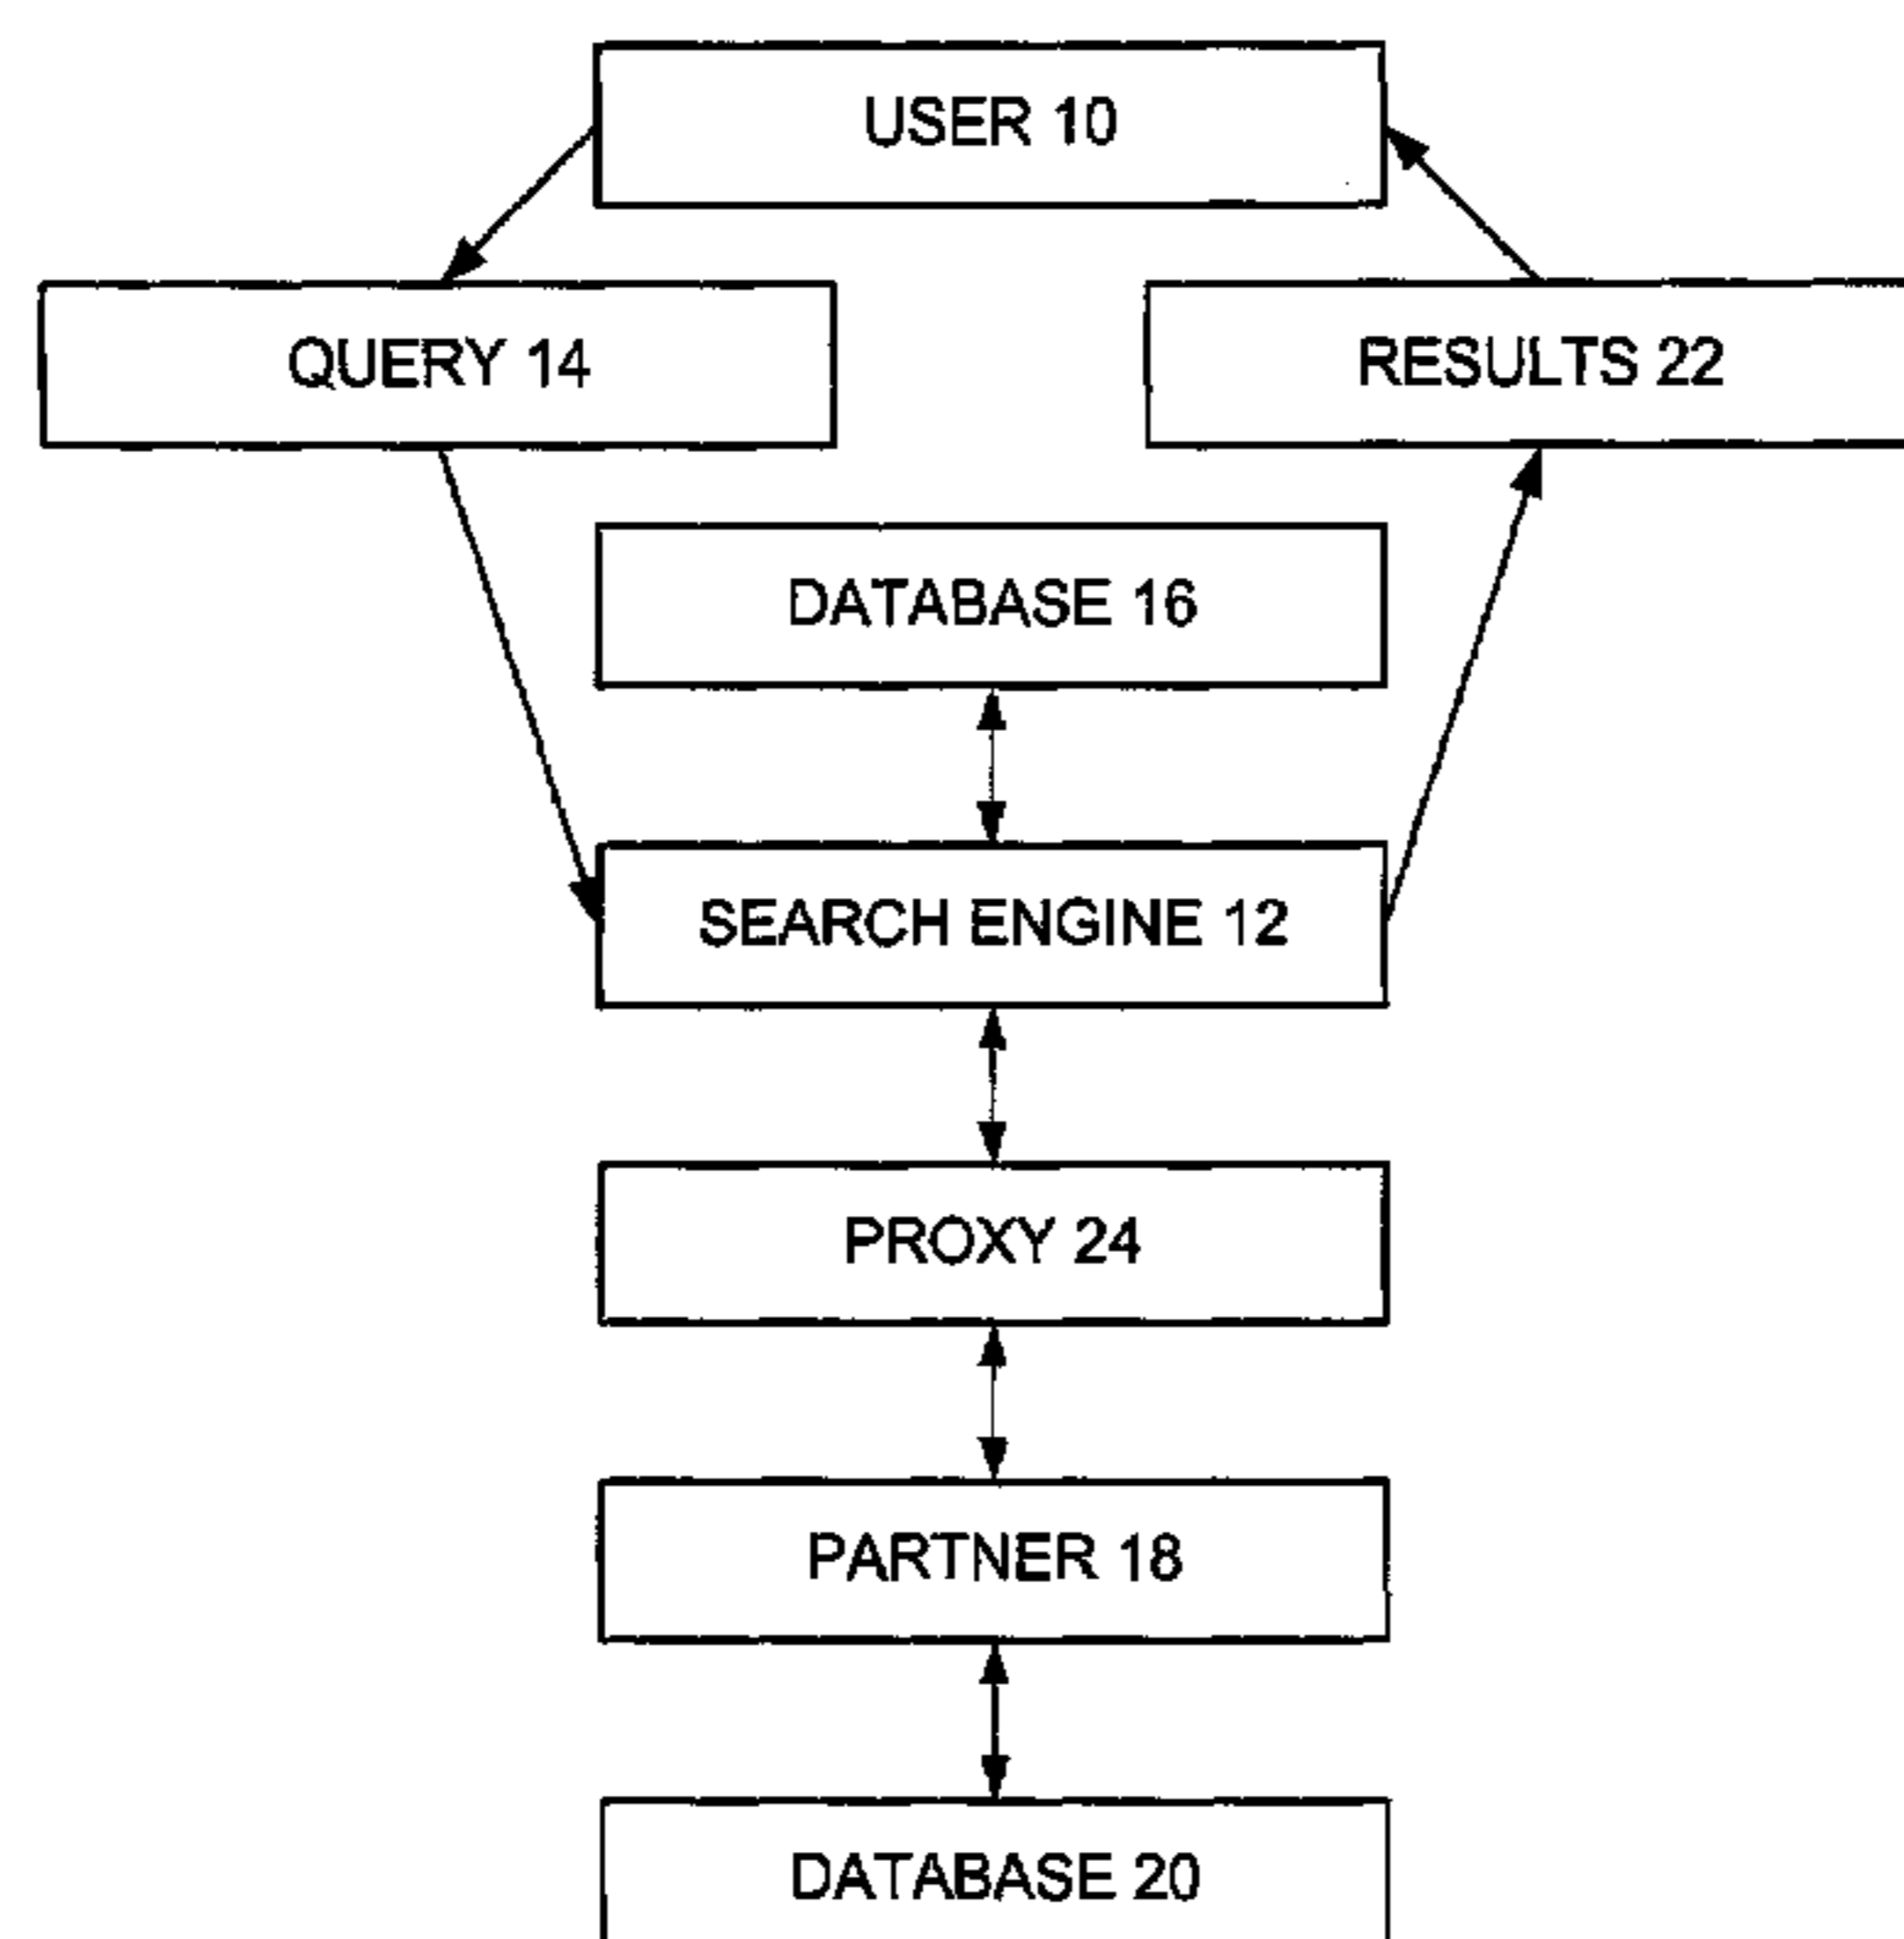 USER 10
QUERY 14
RESULTS 22
DATABASE 16
SEARCH ENGINE 12
PROXY 24
PARTNER 18
DATABASE 20